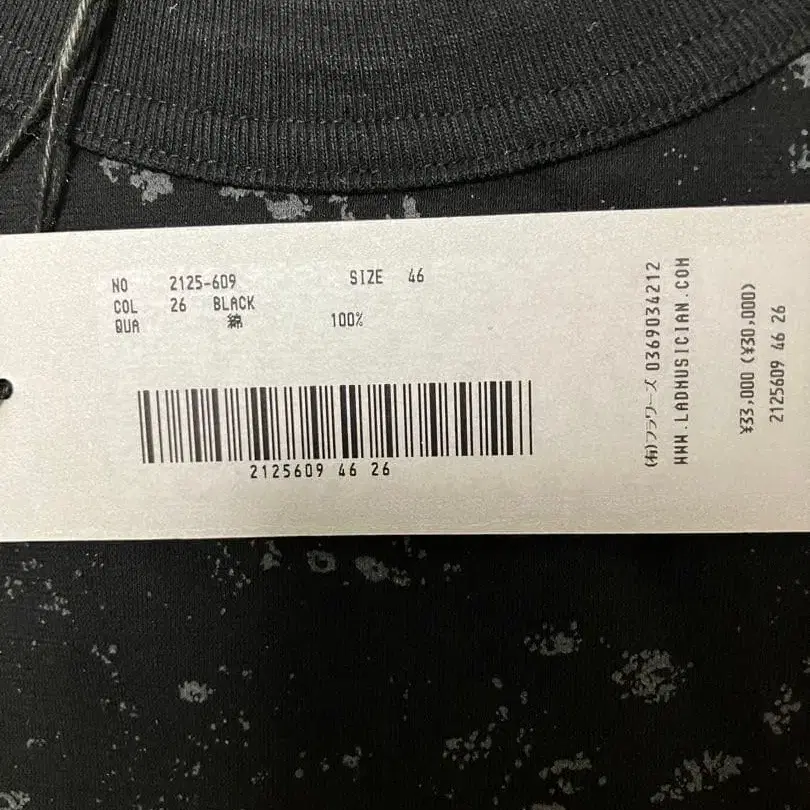 NO 2125-609 SIZE 46
COL 26 BLACK
QUA 綿 100%
2125609 46 26
(有)フラワーズ 0369034212
WWW.LADMUSICIAN.COM
¥33,000 (¥30,000)
2125609 46 26